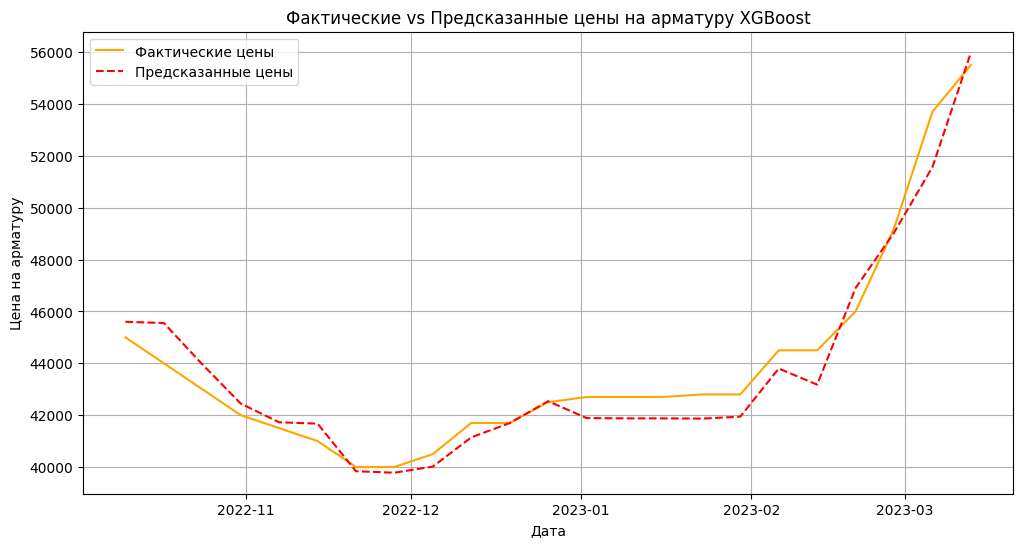 Фактические vs Предсказанные цены на арматуру XGBoost
Фактические цены
Предсказанные цены
Цена на арматуру
56000
54000
52000
50000
48000
46000
44000
42000
40000
2022-11
2022-12
2023-01
2023-02
2023-03
Дата